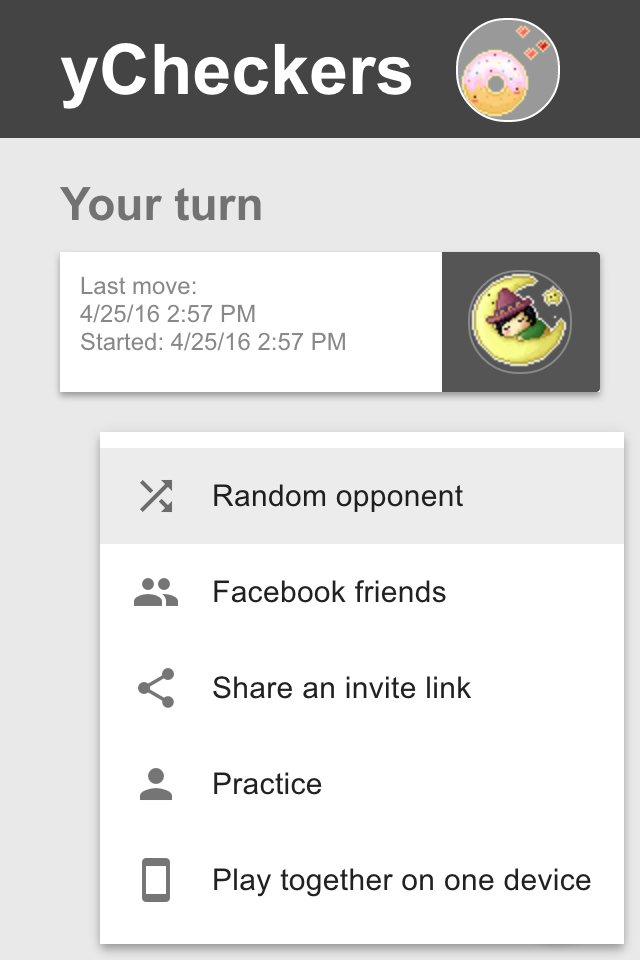 yCheckers
Your turn
Last move:
4/25/16 2:57 PM
Started: 4/25/16 2:57 PM
Random opponent
Facebook friends
Share an invite link
Practice
Play together on one device